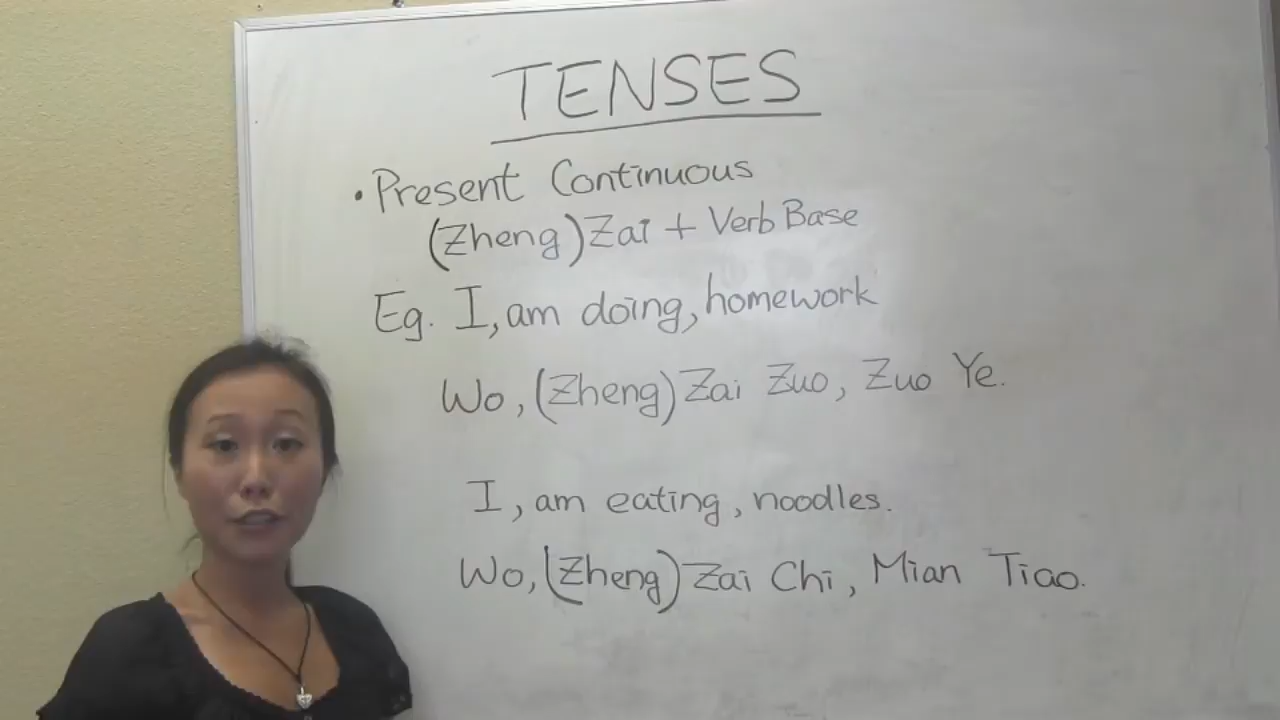 TENSES
• Present Continuous
(Zheng) Zai + Verb Base
Eg. I, am doing, homework
Wo, (Zheng) Zai Zuo, Zuo Ye.
I, am eating, noodles.
Wo, (Zheng) Zai Chi, Mian Tiao.